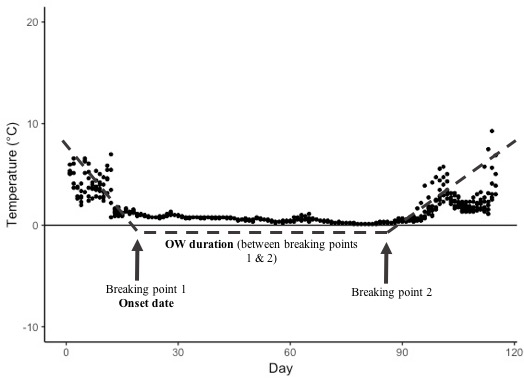 20
10
0
-10
Temperature (°C)
OW duration (between breaking points
1 & 2)
Breaking point 1
Onset date
Breaking point 2
0 30 60 90 120
Day